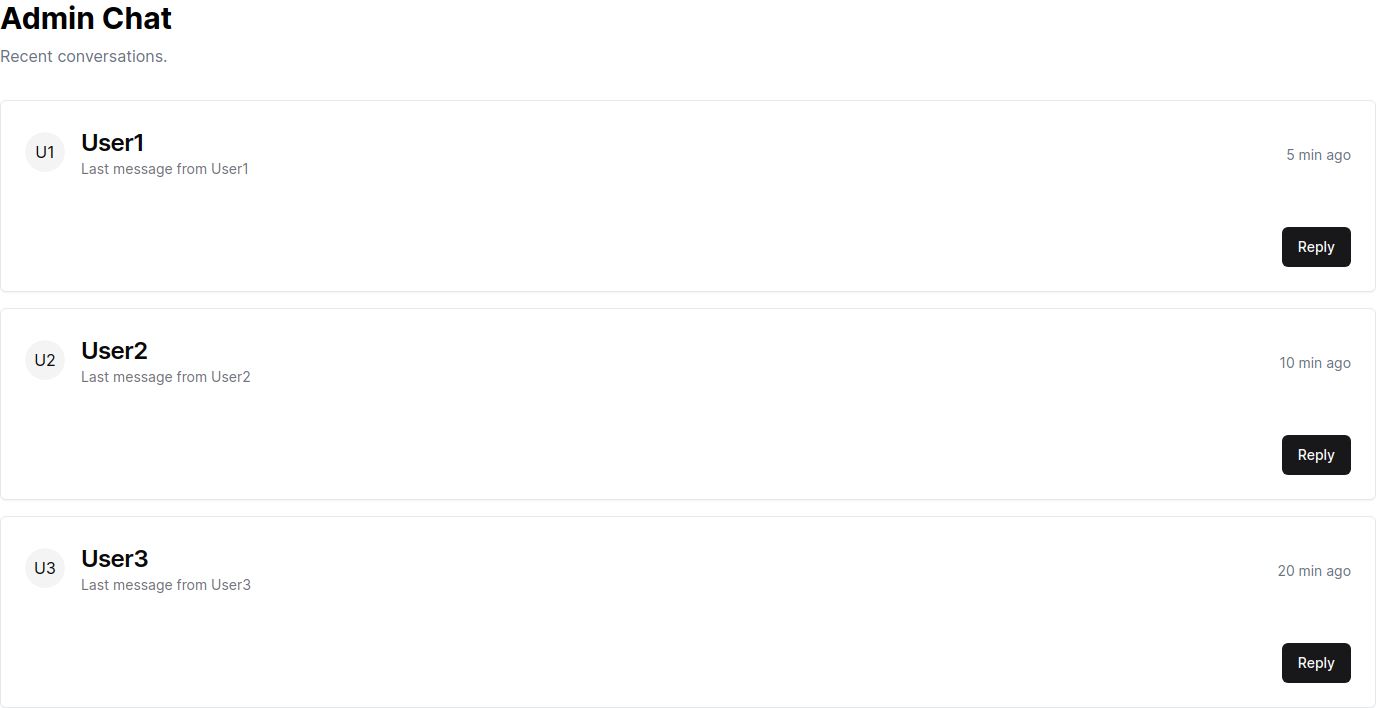 Admin Chat
Recent conversations.
U1
User1
Last message from User1
5 min ago
Reply
U2
User2
Last message from User2
10 min ago
Reply
U3
User3
Last message from User3
20 min ago
Reply